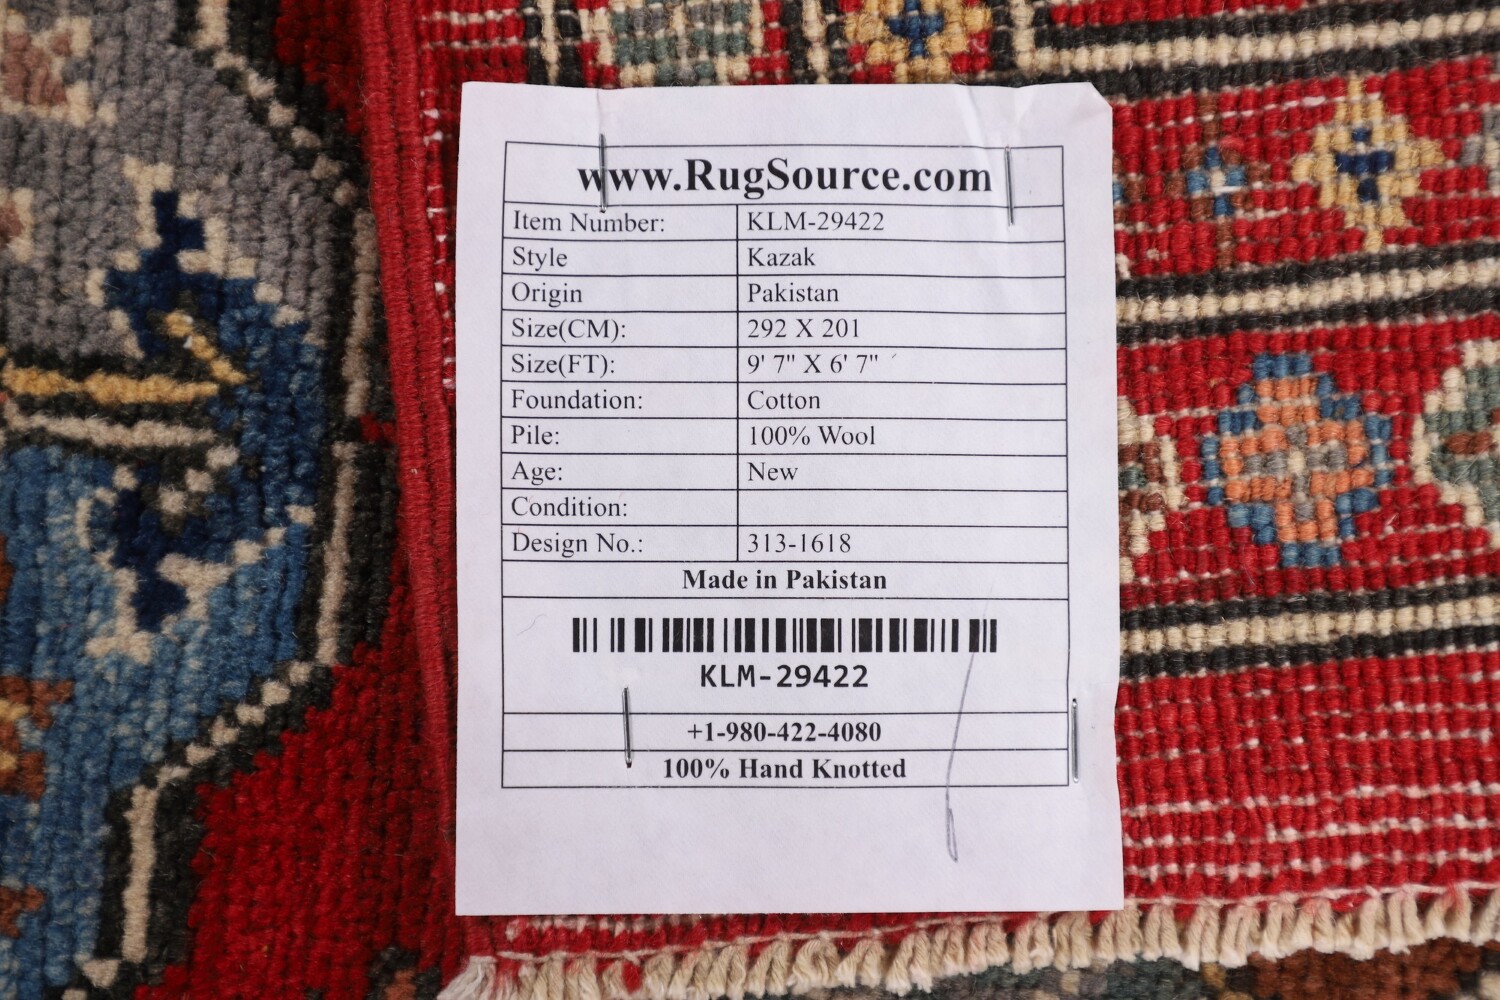 www.RugSource.com
Item Number: KLM-29422
Style Kazak
Origin Pakistan
Size(CM): 292 X 201
Size(FT): 9' 7" X 6' 7"
Foundation: Cotton
Pile: 100% Wool
Age: New
Condition:
Design No.: 313-1618
Made in Pakistan
KLM-29422
+1-980-422-4080
100% Hand Knotted